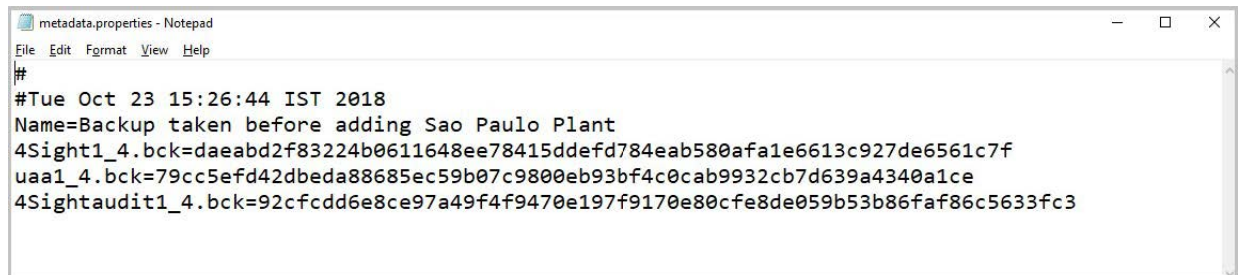 metadata.properties - Notepad
File Edit Format View Help
#
#Tue Oct 23 15:26:44 IST 2018
Name=Backup taken before adding Sao Paulo Plant
4Sight1_4.bck=daeabd2f83224b0611648ee78415ddefd784eab580afa1e6613c927de6561c7f
uaa1_4.bck=79cc5efd42dbeda88685ec59b07c9800eb93bf4c0cab9932cb7d639a4340a1ce
4Sightaudit1_4.bck=92cfcdd6e8ce97a49f4f9470e197f9170e80cfe8de059b53b86faf86c5633fc3